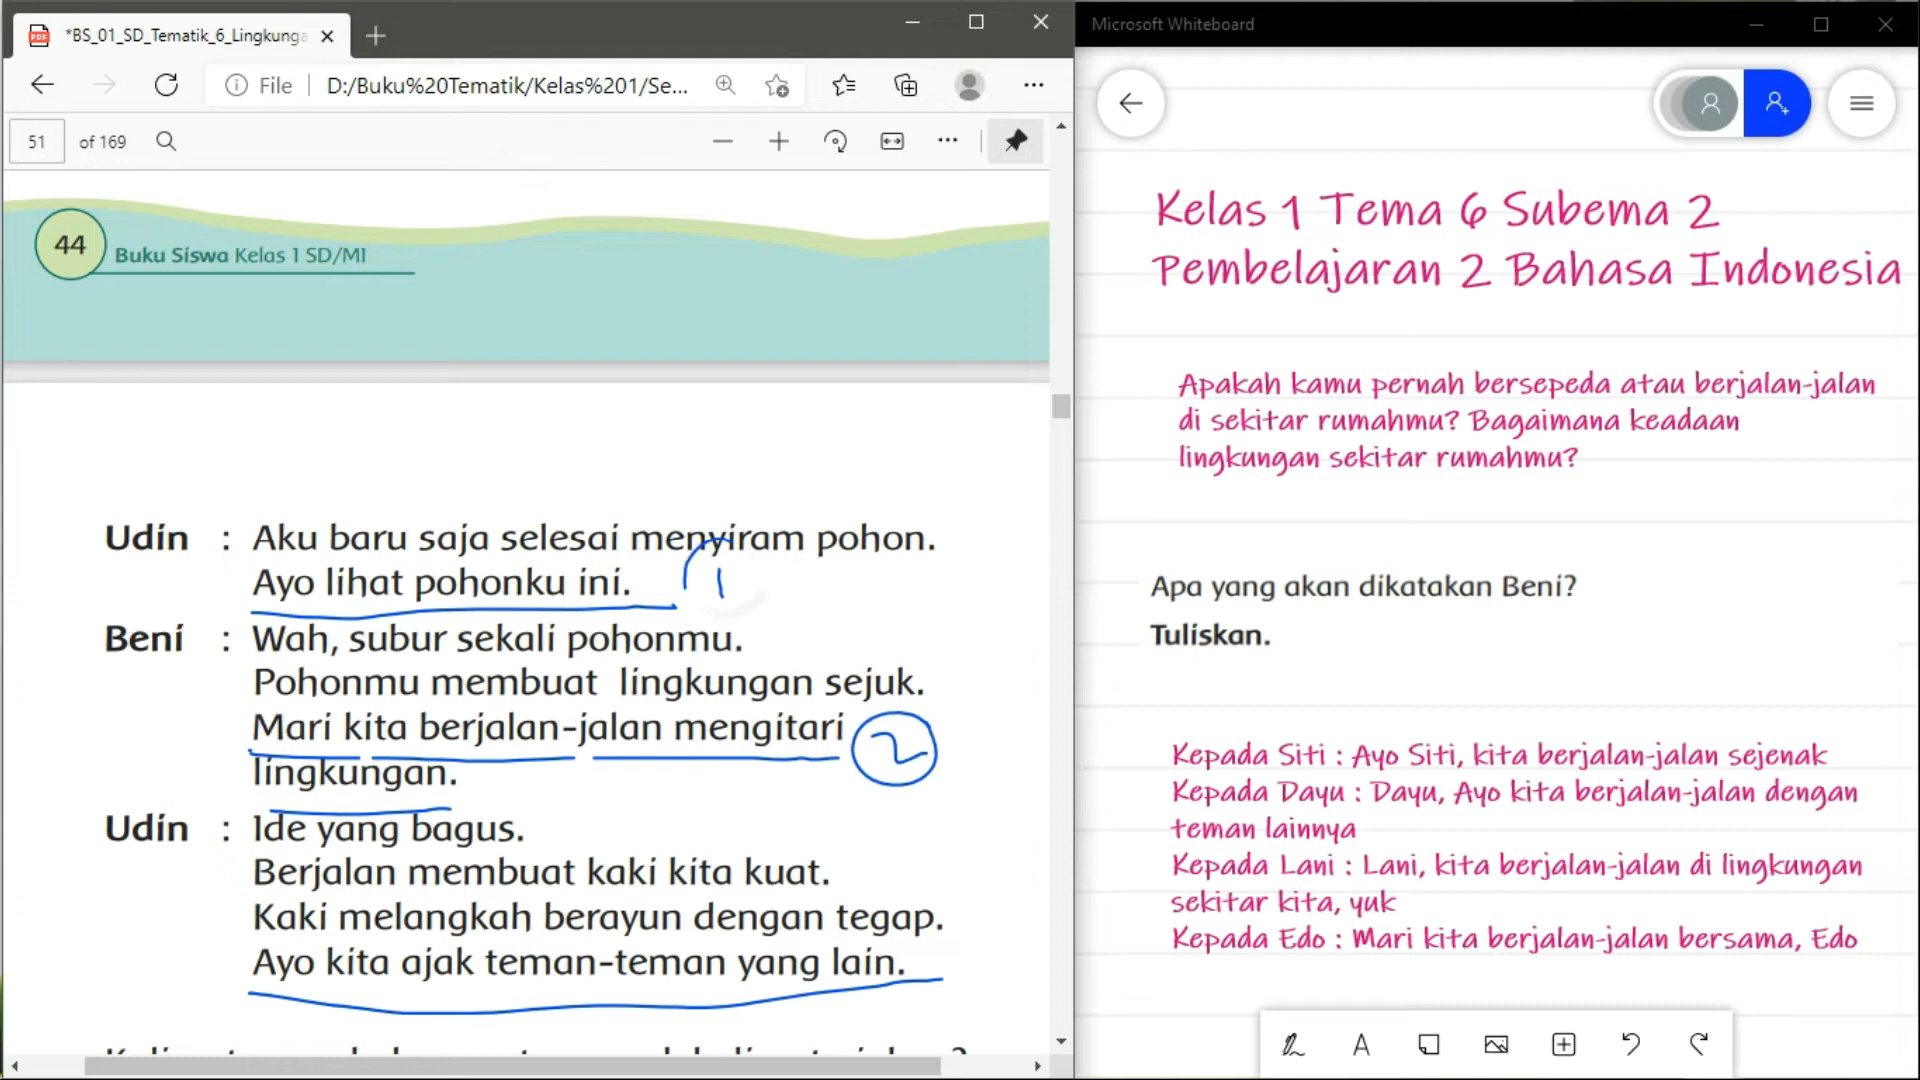 *BS_01_SD_Tematik_6_Lingkunga
Microsoft Whiteboard
File
D:/Buku%20Tematik/Kelas%201/Se...
51 of 169
44
Buku Siswa Kelas 1 SD/MI
Udin : Aku baru saja selesai menyiram pohon.
Ayo lihat pohonku ini.
1
Beni : Wah, subur sekali pohonmu.
Pohonmu membuat lingkungan sejuk.
Mari kita berjalan-jalan mengitari
2
lingkungan.
Udin : Ide yang bagus.
Berjalan membuat kaki kita kuat.
Kaki melangkah berayun dengan tegap.
Ayo kita ajak teman-teman yang lain.
Kelas 1 Tema 6 Subema 2
Pembelajaran 2 Bahasa Indonesia
Apakah kamu pernah bersepeda atau berjalan-jalan
di sekitar rumahmu? Bagaimana keadaan
lingkungan sekitar rumahmu?
Apa yang akan dikatakan Beni?
Tuliskan.
Kepada Siti : Ayo Siti, kita berjalan-jalan sejenak
Kepada Dayu : Dayu, Ayo kita berjalan-jalan dengan
teman lainnya
Kepada Lani : Lani, kita berjalan-jalan di lingkungan
sekitar kita, yuk
Kepada Edo : Mari kita berjalan-jalan bersama, Edo